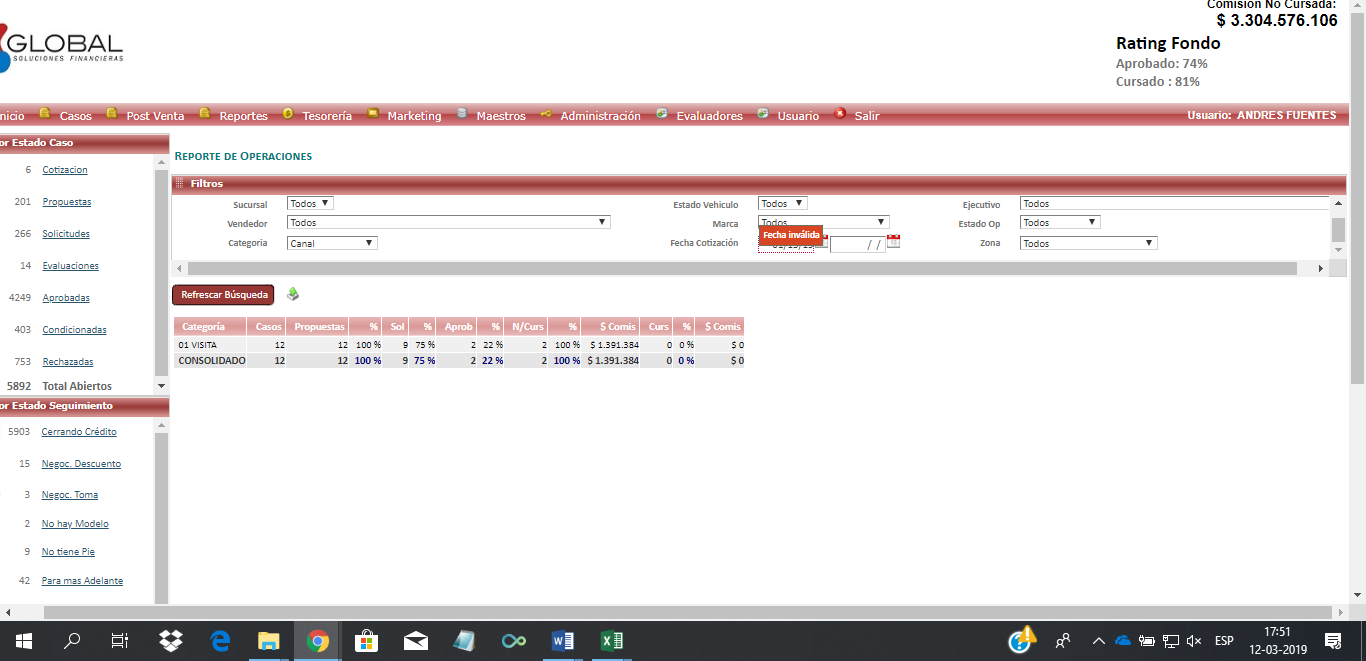 Comisión No Cursada:
$ 3.304.576.106
GLOBAL
SOLUCIONES FINANCIERAS
Rating Fondo
Aprobado: 74%
Cursado : 81%
nicio Casos Post Venta Reportes Tesorería Marketing Maestros Administración Evaluadores Usuario Salir Usuario: ANDRES FUENTES
or Estado Caso
6 Cotizacion
201 Propuestas
266 Solicitudes
14 Evaluaciones
4249 Aprobadas
403 Condicionadas
753 Rechazadas
5892 Total Abiertos
or Estado Seguimiento
5903 Cerrando Crédito
15 Negoc. Descuento
3 Negoc. Toma
2 No hay Modelo
9 No tiene Pie
42 Para mas Adelante
REPORTE DE OPERACIONES
Filtros
Sucursal Todos Estado Vehiculo Todos Ejecutivo Todos
Vendedor Todos Marca Todos Estado Op Todos
Fecha inválida
Categoria Canal Fecha Cotización / / Zona Todos
Refrescar Búsqueda
Categoría Casos Propuestas % Sol % Aprob % N/Curs % $ Comis Curs % $ Comis
01 VISITA 12 12 100 % 9 75 % 2 22 % 2 100 % $ 1.391.384 0 0 % $ 0
CONSOLIDADO 12 12 100 % 9 75 % 2 22 % 2 100 % $ 1.391.384 0 0 % $ 0
ESP
17:51
12-03-2019